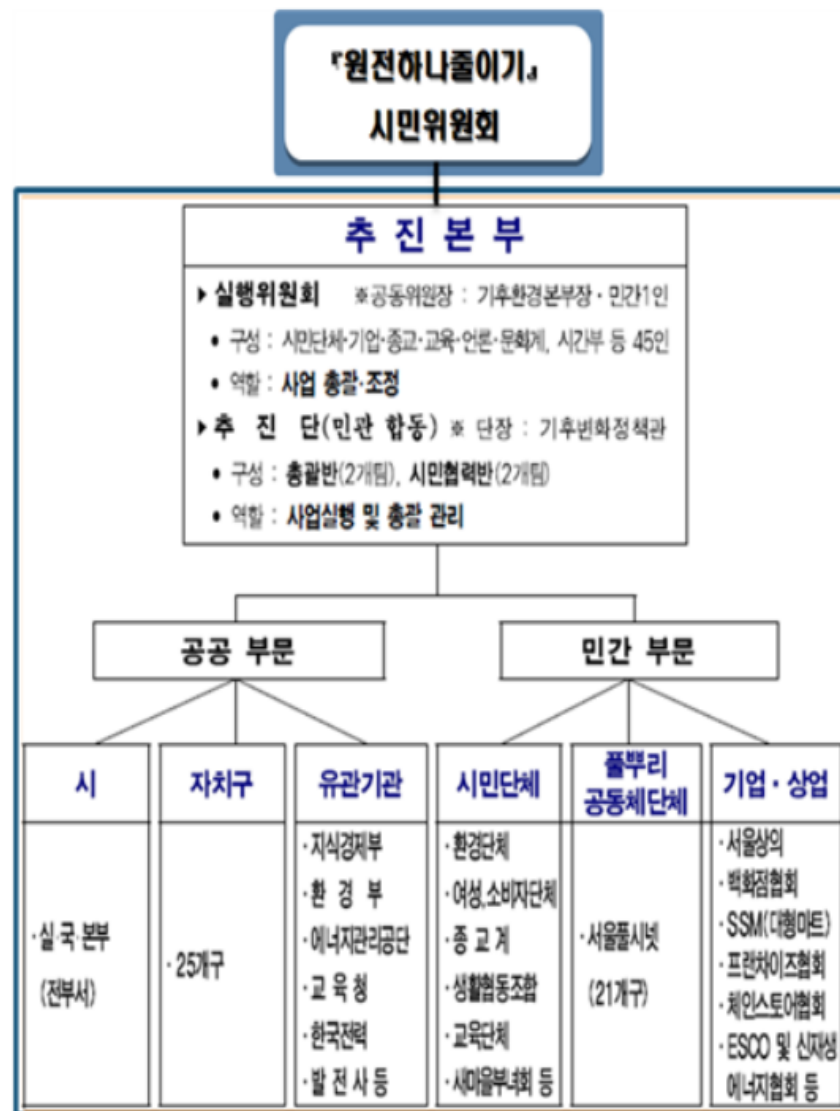 『원전하나줄이기』
시민위원회
추 진 본 부
▸ 실행위원회 ※공동위원장 : 기후환경본부장 · 민간1인
• 구성 : 시민단체·기업·종교·교육·언론·문화계, 시간부 등 45인
• 역할 : 사업 총괄·조정
▸ 추 진 단(민관 합동) ※ 단장 : 기후변화정책관
• 구성 : 총괄반(2개팀), 시민협력반(2개팀)
• 역할 : 사업실행 및 총괄 관리
공공 부문
민간 부문
시
·실·국·본부
(전부서)
자치구
· 25개구
유관기관
·지식경제부
·환 경 부
·에너지관리공단
·교 육 청
·한국전력
·발 전 사 등
시민단체
·환경단체
·여성,소비자단체
·종 교 계
·생활협동조합
·교육단체
·새마을부녀회 등
풀뿌리
공동체단체
·서울풀시넷
(21개구)
기업 · 상업
·서울상의
·백화점협회
·SSM(대형마트)
·프랜차이즈협회
·체인스토어협회
·ESCO 및 신재생
에너지협회 등